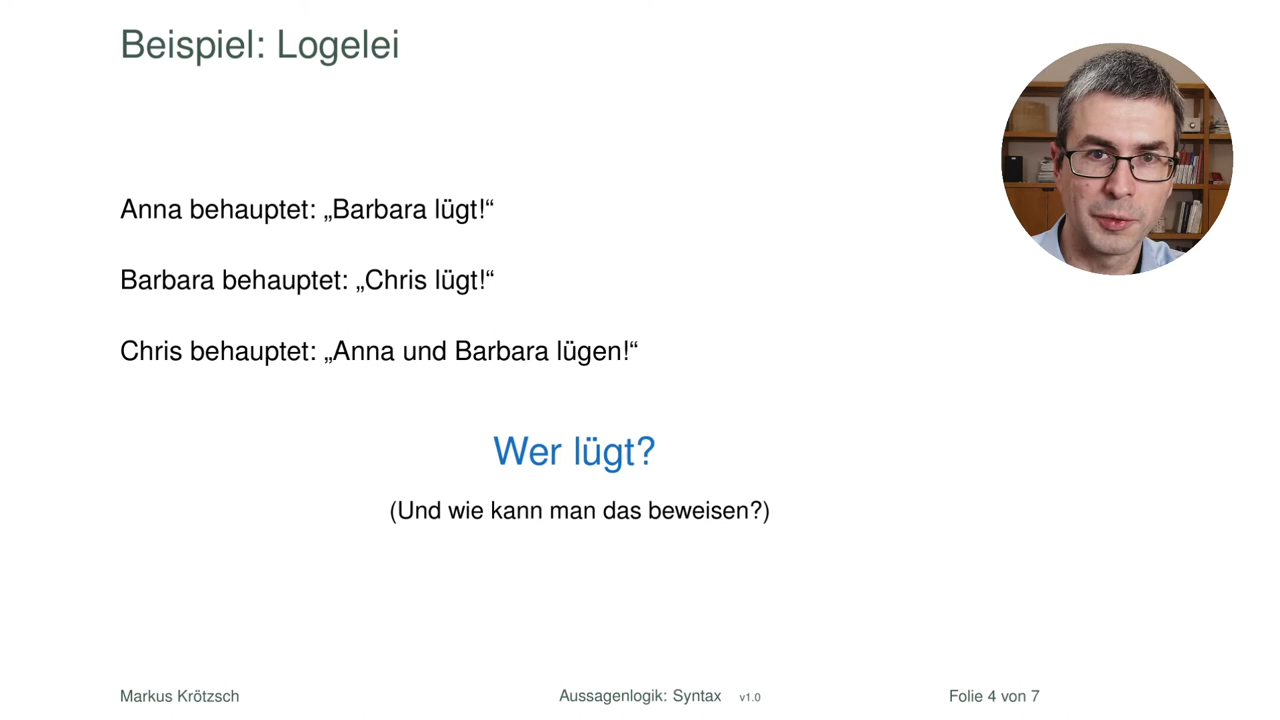 Beispiel: Logelei
Anna behauptet: „Barbara lügt!“
Barbara behauptet: „Chris lügt!“
Chris behauptet: „Anna und Barbara lügen!“
Wer lügt?
(Und wie kann man das beweisen?)
Markus Krötzsch Aussagenlogik: Syntax v1.0 Folie 4 von 7